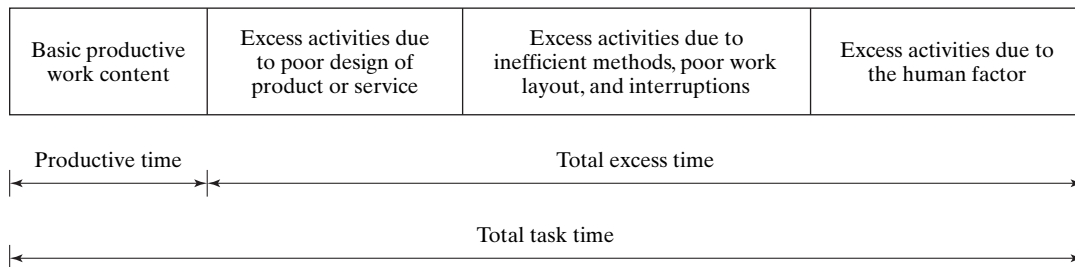 Basic productive
work content
Excess activities due
to poor design of
product or service
Excess activities due to
inefficient methods, poor work
layout, and interruptions
Excess activities due to
the human factor
Productive time
Total excess time
Total task time